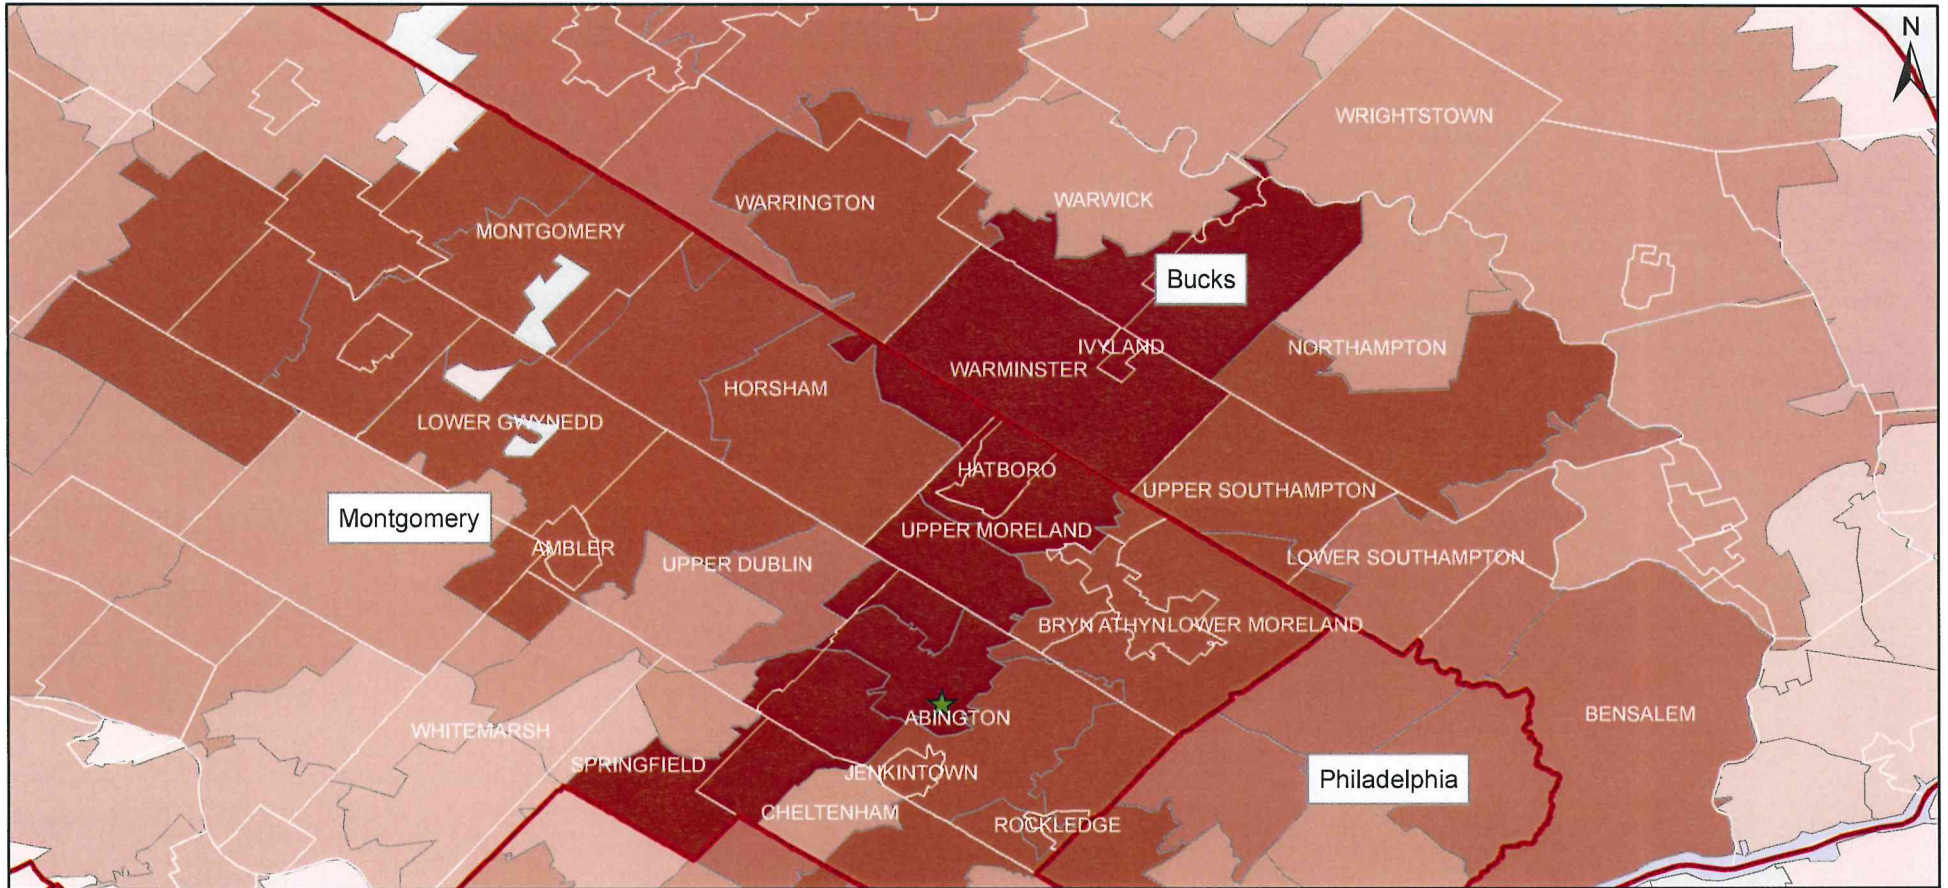 N
WRIGHTSTOWN
WARRINGTON
WARWICK
MONTGOMERY
Bucks
IVYLAND
NORTHAMPTON
WARMINSTER
HORSHAM
LOWER GWYNEDD
HATBORO
UPPER SOUTHAMPTON
Montgomery
UPPER MORELAND
AMBLER
UPPER DUBLIN
LOWER SOUTHAMPTON
BRYN ATHYN
LOWER MORELAND
ABINGTON
BENSALEM
WHITEMARSH
SPRINGFIELD
JENKINTOWN
Philadelphia
CHELTENHAM
ROCKLEDGE